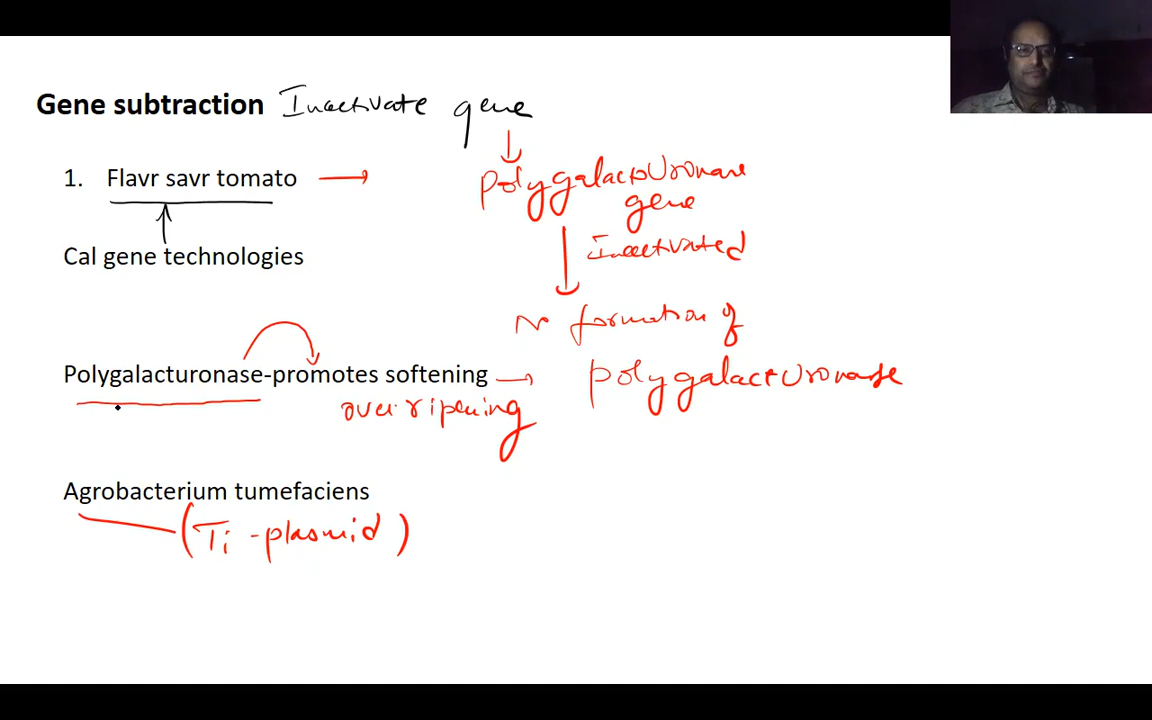 Gene subtraction Inactivate gene
1. Flavr savr tomato → Polygalacturonase
gene
Inactivated
Cal gene technologies
No formation of
Polygalacturonase-promotes softening → polygalacturonase
over ripening
Agrobacterium tumefaciens
(Ti-plasmid)